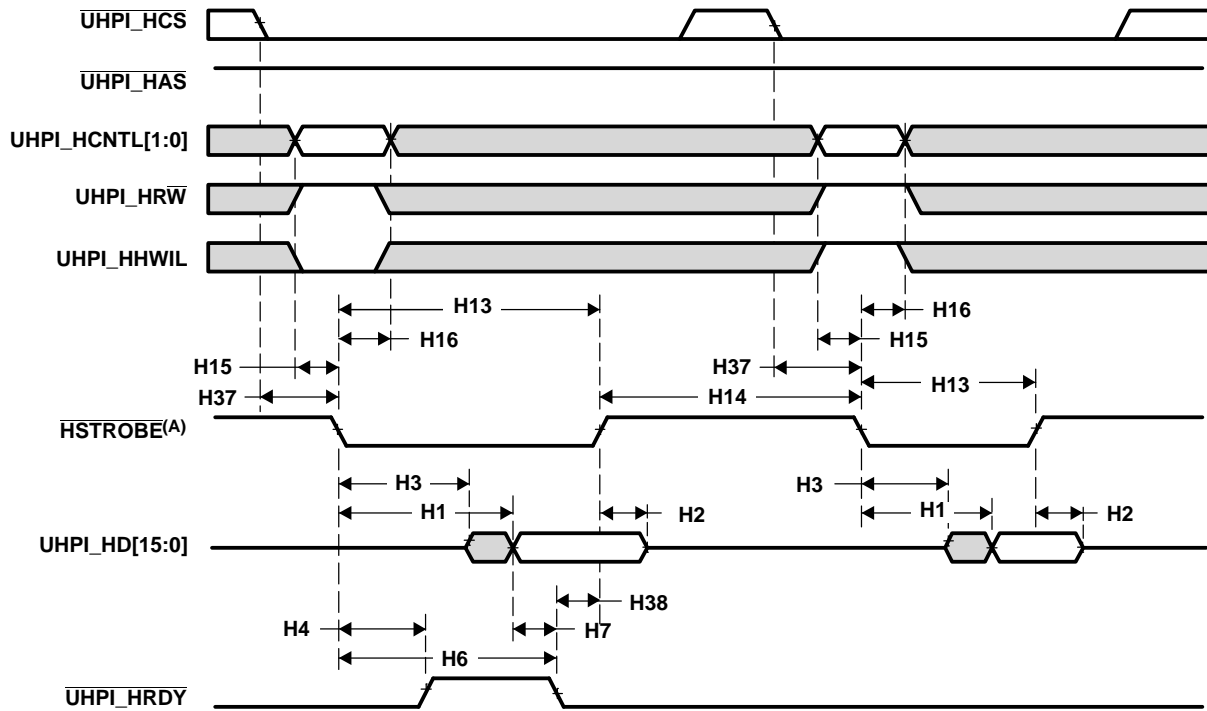 UHPI_HCS
UHPI_HAS
UHPI_HCNTL[1:0]
UHPI_HRW
UHPI_HHWIL
H13
H16
H16
H15
H15
H37
H13
H37
H14
HSTROBE(A)
H3
H3
H1
H1
H2
H2
UHPI_HD[15:0]
H38
H4
H7
H6
UHPI_HRDY